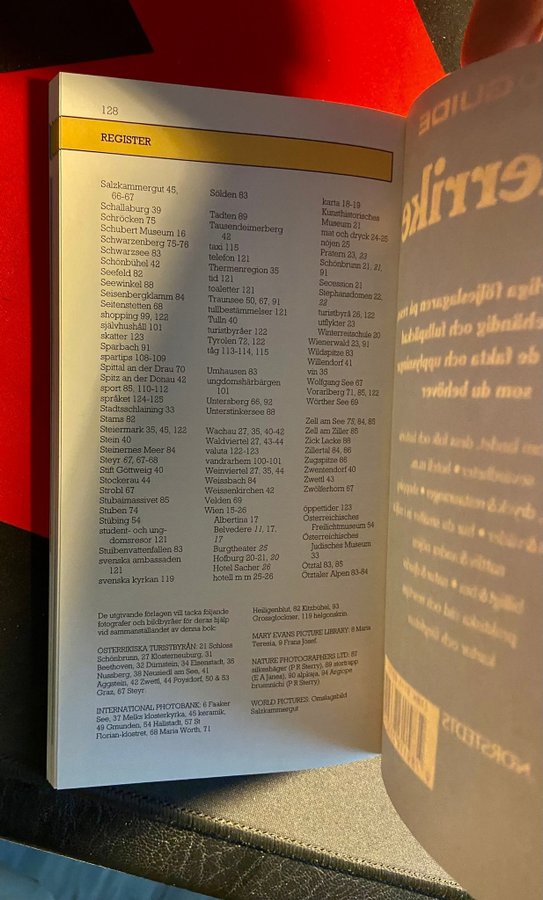 128
REGISTER
Salzkammergut 45,
66-67
Schallaburg 39
Schröcken 75
Schubert Museum 16
Schwarzenberg 75-76
Schwarzsee 83
Schönbühel 42
Seefeld 82
Seewinkel 88
Seisenbergklamm 84
Seitenstetten 68
shopping 99, 122
självhushåll 101
skatter 123
Sparbach 91
spartips 108-109
Spittal an der Drau 70
Spitz an der Donau 42
sport 85, 110-112
språket 124-125
Stadtschlaining 33
Stams 82
Steiermark 35, 45, 122
Stein 40
Steinernes Meer 84
Steyr 67, 67-68
Stift Göttweig 40
Stockerau 44
Strobl 67
Stubaimassivet 85
Stuben 74
Stübing 54
student- och ung-
domsresor 121
Stuibenvattenfallen 83
svenska ambassaden
121
svenska kyrkan 119
Sölden 83
Tadten 89
Tausendeimerberg
42
taxi 115
telefon 121
Thermenregion 35
tid 121
toaletter 121
Traunsee 50, 67, 91
tullbestämmelser 121
Tulln 40
turistbyråer 122
Tyrolen 72, 122
tåg 113-114, 115
Umhausen 83
ungdomshärbärgen
101
Untersberg 66, 92
Unterstinkersee 88
Wachau 27, 35, 40-42
Waldviertel 27, 43-44
valuta 122-123
vandrarhem 100-101
Weinviertel 27, 35, 44
Weissbach 84
Weissenkirchen 42
Velden 69
Wien 15-26
Albertina 17
Belvedere 11, 17,
17
Burgtheater 25
Hofburg 20-21, 20
Hotel Sacher 26
hotell m m 25-26
karta 18-19
Kunsthistorisches
Museum 21
mat och dryck 24-25
nöjen 25
Pratern 23, 23
Schönbrunn 21, 21,
91
Secession 21
Stephansdomen 22,
22
turistbyrå 26, 122
utflykter 23
Winterreitschule 20
Wienerwald 23, 91
Wildspitze 83
Willendorf 41
vin 35
Wolfgang See 67
Vorarlberg 71, 85, 122
Wörther See 69
Zell am See 75, 84, 85
Zell am Ziller 85
Zick Lacke 88
Zillertal 84, 86
Zugspitze 86
Zwentendorf 40
Zwettl 43
Zwölferhorn 67
öppettider 123
Österreichisches
Freilichtmuseum 54
Österreichisches
Jüdisches Museum
33
Ötztal 83, 85
Ötztaler Alpen 83-84
De utgivande förlagen vill tacka följande
fotografer och bildbyråer för deras hjälp
vid sammanställandet av denna bok:
ÖSTERRIKISKA TURISTBYRÅN: 21 Schloss
Schönbrunn, 27 Klosterneuburg, 31
Beethoven, 32 Dürnstein, 34 Eisenstadt, 35
Nussberg, 38 Neusiedl am See, 41
Aggstein, 42 Zwettl, 44 Poysdorf, 50 & 53
Graz, 67 Steyr.
INTERNATIONAL PHOTOBANK: 6 Faaker
See, 37 Melks klosterkyrka, 45 keramik,
49 Gmunden, 54 Hallstadt, 57 St
Florian-klostret, 68 Maria Wörth, 71
Heiligenblut, 82 Kitzbühel, 93
Grossglockner, 119 helgonskrin.
MARY EVANS PICTURE LIBRARY: 8 Maria
Teresia, 9 Frans Josef.
NATURE PHOTOGRAPHERS LTD: 87
silkeshäger (P R Sterry), 89 stortrapp
(E A Janes), 90 alpkaja, 94 Argiope
bruennichi (P R Sterry)
WORLD PICTURES: Omslagsbild
Salzkammergut
GUIDE
errike
NORSTEDTS